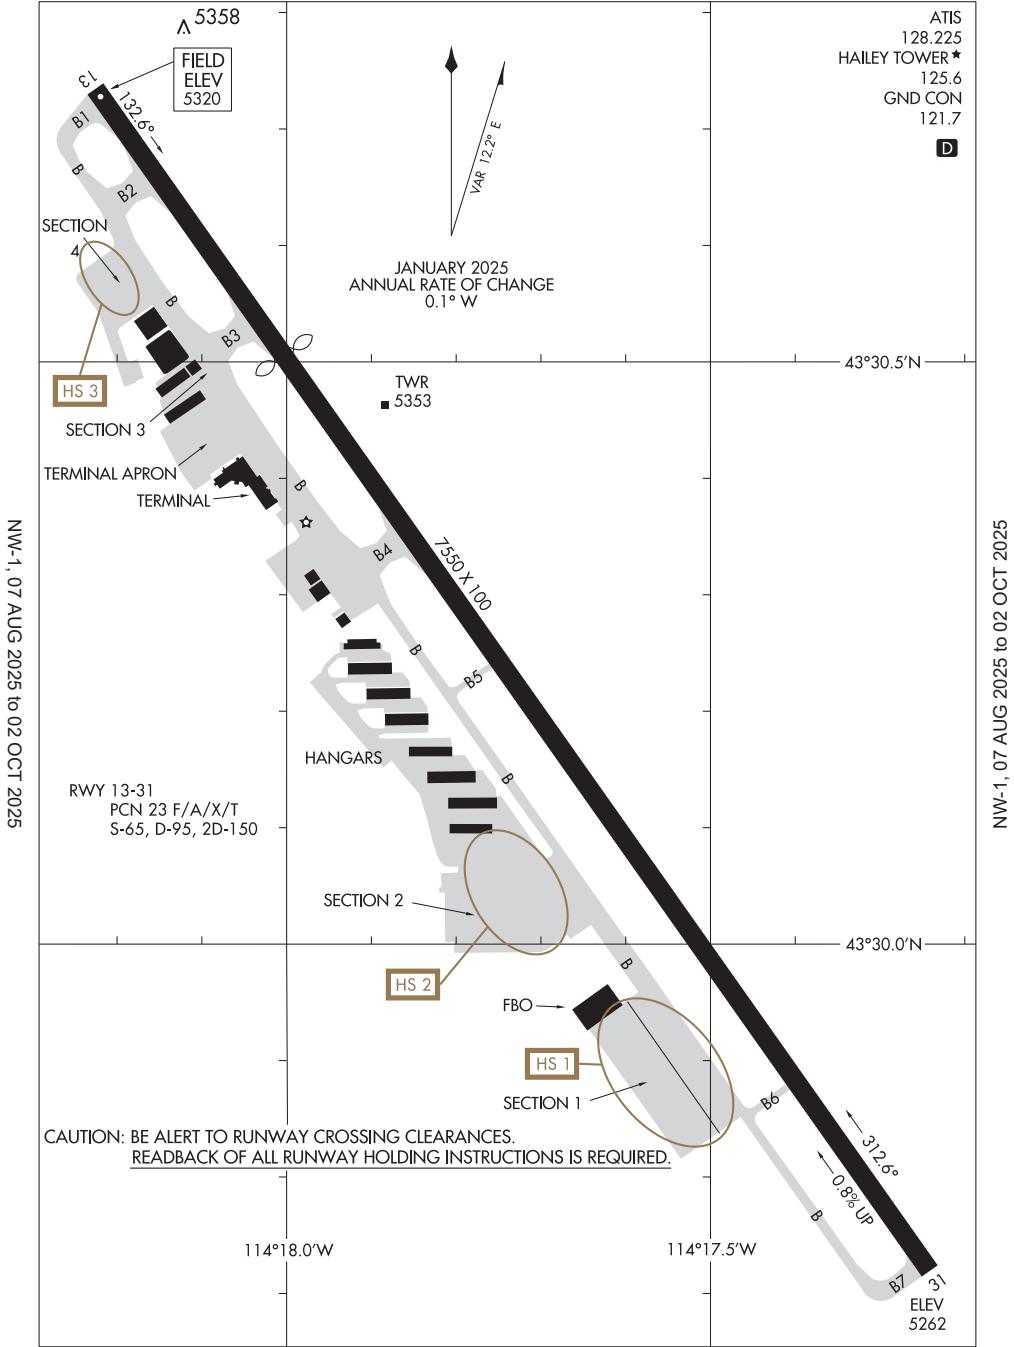 5358
ATIS
128.225
HAILEY TOWER★
125.6
GND CON
121.7
D
FIELD
ELEV
5320
13
132.6°
VAR 12.2° E
B1
B
B2
SECTION
4
JANUARY 2025
ANNUAL RATE OF CHANGE
0.1° W
B
B3
43°30.5'N
HS 3
TWR
5353
SECTION 3
TERMINAL APRON
TERMINAL
B
B4
7550 X 100
B
B5
HANGARS
B
RWY 13-31
PCN 23 F/A/X/T
S-65, D-95, 2D-150
SECTION 2
43°30.0'N
B
HS 2
FBO
HS 1
SECTION 1
B6
CAUTION: BE ALERT TO RUNWAY CROSSING CLEARANCES.
READBACK OF ALL RUNWAY HOLDING INSTRUCTIONS IS REQUIRED.
312.6°
0.8% UP
B
114°18.0'W
114°17.5'W
B7
31
ELEV
5262
NW-1, 07 AUG 2025 to 02 OCT 2025
NW-1, 07 AUG 2025 to 02 OCT 2025